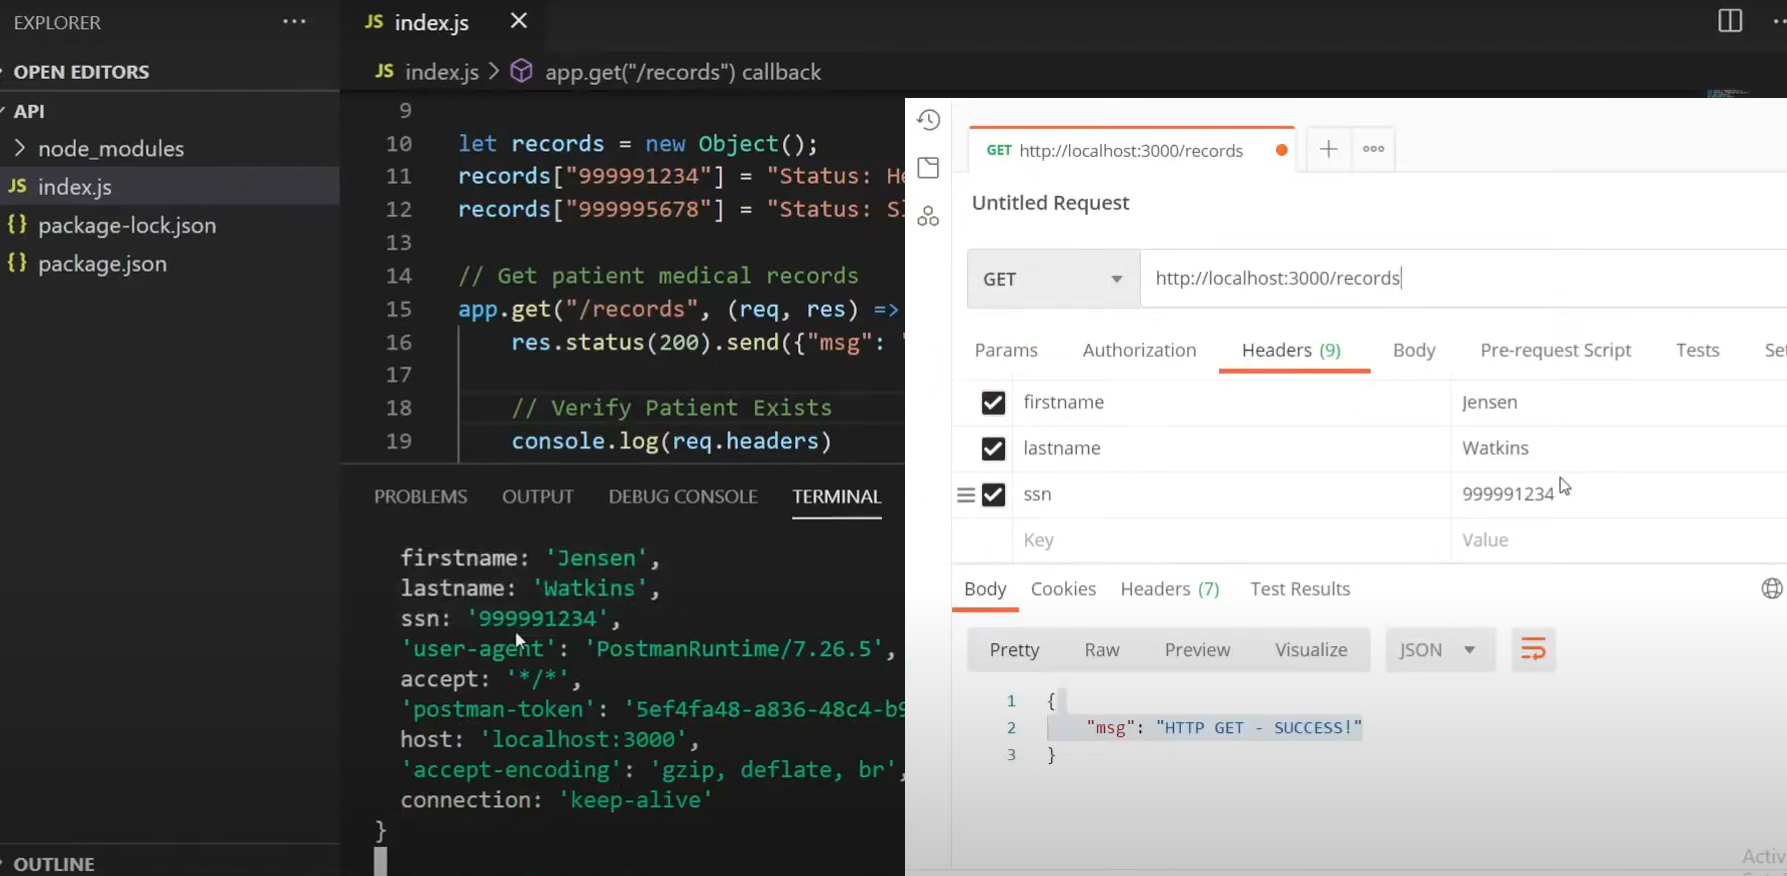 EXPLORER
OPEN EDITORS
API
node_modules
JS index.js
{} package-lock.json
{} package.json
OUTLINE
JS index.js
JS index.js > app.get("/records") callback
9
10 let records = new Object();
11 records["999991234"] = "Status: He
12 records["999995678"] = "Status: S
13
14 // Get patient medical records
15 app.get("/records", (req, res) =>
16 res.status(200).send({"msg": "
17
18 // Verify Patient Exists
19 console.log(req.headers)
PROBLEMS OUTPUT DEBUG CONSOLE TERMINAL
firstname: 'Jensen',
lastname: 'Watkins',
ssn: '999991234',
'user-agent': 'PostmanRuntime/7.26.5',
accept: '*/*',
'postman-token': '5ef4fa48-a836-48c4-b9
host: 'localhost:3000',
'accept-encoding': 'gzip, deflate, br',
connection: 'keep-alive'
}
GET http://localhost:3000/records
Untitled Request
GET http://localhost:3000/records
Params Authorization Headers (9) Body Pre-request Script Tests Set
firstname Jensen
lastname Watkins
ssn 999991234
Key Value
Body Cookies Headers (7) Test Results
Pretty Raw Preview Visualize JSON
1 {
2 "msg": "HTTP GET - SUCCESS!"
3 }
Activ